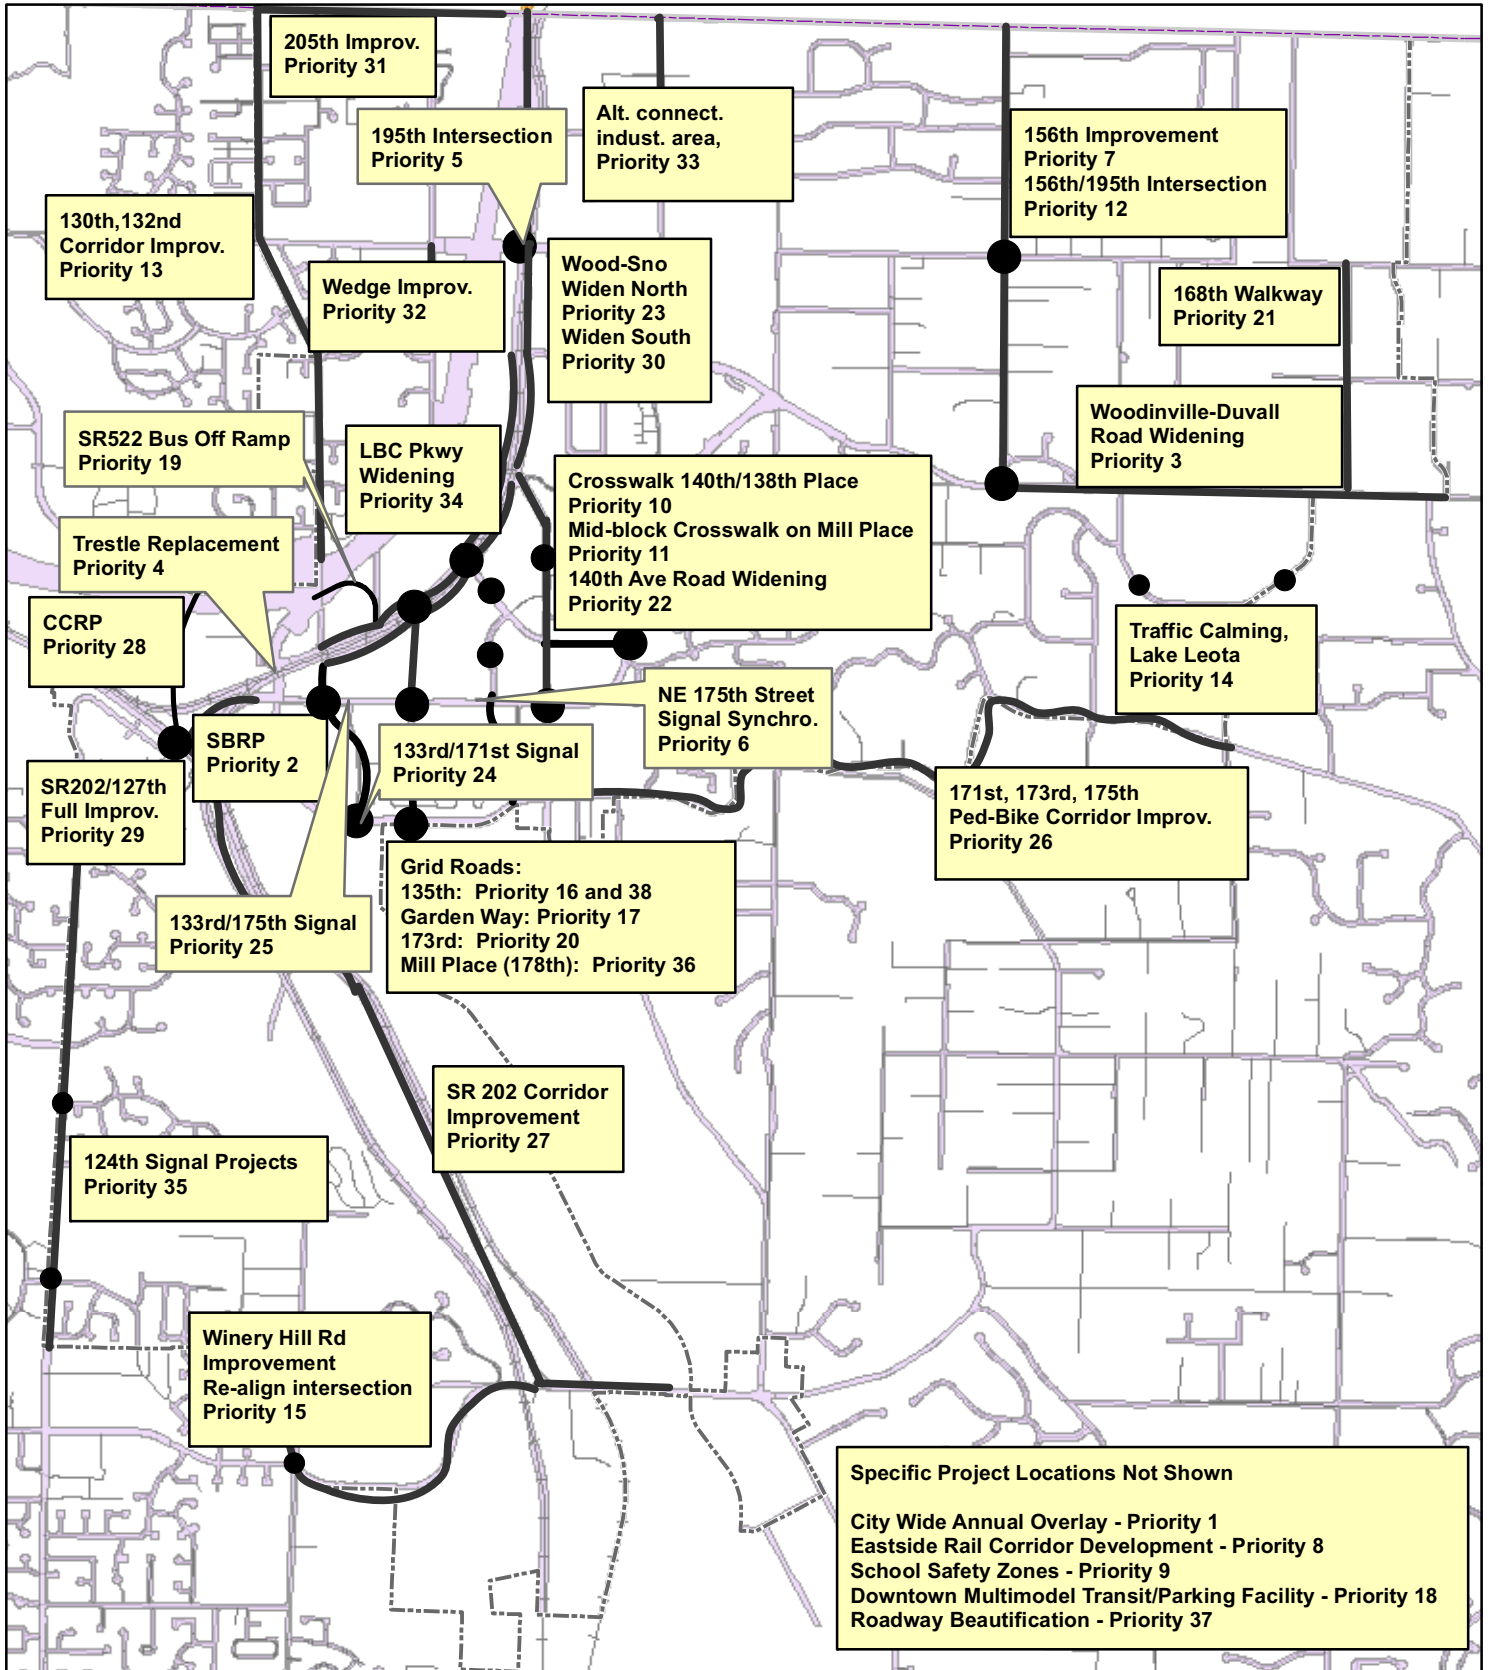 205th Improv.
Priority 31
195th Intersection
Priority 5
Alt. connect.
indust. area,
Priority 33
156th Improvement
Priority 7
156th/195th Intersection
Priority 12
130th,132nd
Corridor Improv.
Priority 13
Wedge Improv.
Priority 32
Wood-Sno
Widen North
Priority 23
Widen South
Priority 30
168th Walkway
Priority 21
Woodinville-Duvall
Road Widening
Priority 3
SR522 Bus Off Ramp
Priority 19
LBC Pkwy
Widening
Priority 34
Crosswalk 140th/138th Place
Priority 10
Mid-block Crosswalk on Mill Place
Priority 11
140th Ave Road Widening
Priority 22
Trestle Replacement
Priority 4
CCRP
Priority 28
Traffic Calming,
Lake Leota
Priority 14
NE 175th Street
Signal Synchro.
Priority 6
SBRP
Priority 2
133rd/171st Signal
Priority 24
SR202/127th
Full Improv.
Priority 29
171st, 173rd, 175th
Ped-Bike Corridor Improv.
Priority 26
Grid Roads:
135th:  Priority 16 and 38
Garden Way: Priority 17
173rd:  Priority 20
Mill Place (178th):  Priority 36
133rd/175th Signal
Priority 25
SR 202 Corridor
Improvement
Priority 27
124th Signal Projects
Priority 35
Winery Hill Rd
Improvement
Re-align intersection
Priority 15
Specific Project Locations Not Shown
City Wide Annual Overlay - Priority 1
Eastside Rail Corridor Development - Priority 8
School Safety Zones - Priority 9
Downtown Multimodel Transit/Parking Facility - Priority 18
Roadway Beautification - Priority 37